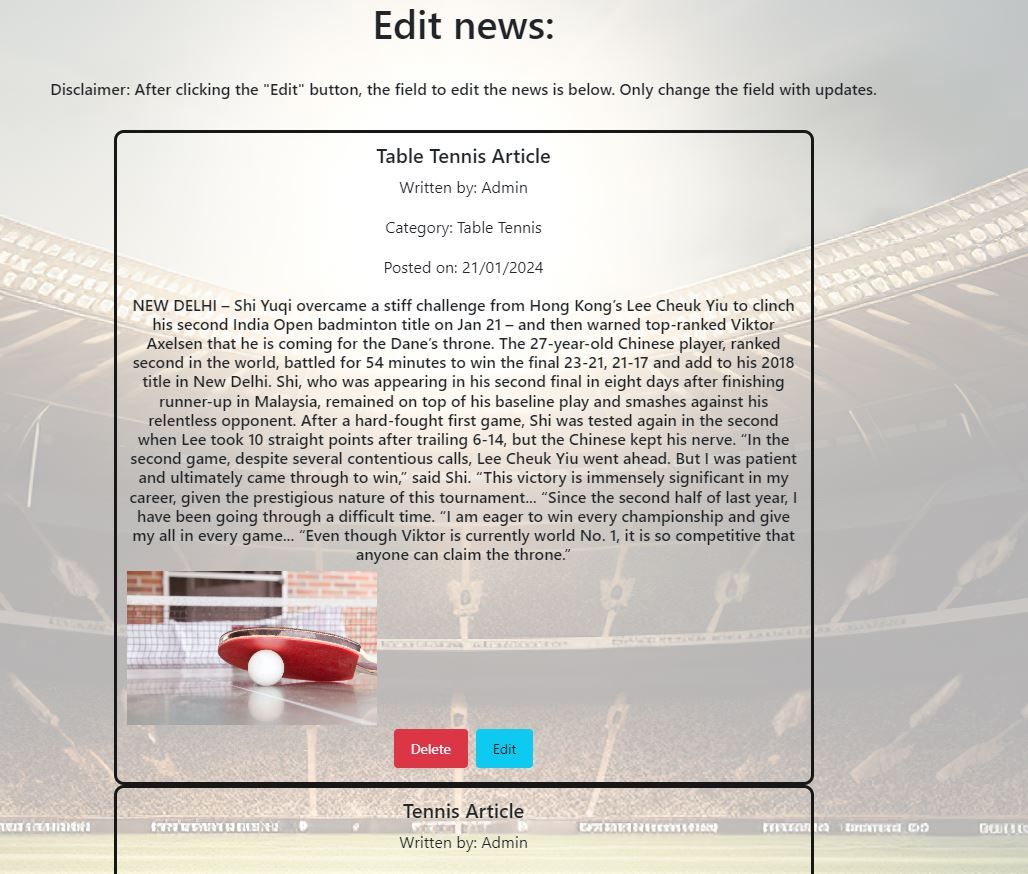 Edit news:
Disclaimer: After clicking the "Edit" button, the field to edit the news is below. Only change the field with updates.
Table Tennis Article
Written by: Admin
Category: Table Tennis
Posted on: 21/01/2024
NEW DELHI – Shi Yuqi overcame a stiff challenge from Hong Kong’s Lee Cheuk Yiu to clinch
his second India Open badminton title on Jan 21 – and then warned top-ranked Viktor
Axelsen that he is coming for the Dane’s throne. The 27-year-old Chinese player, ranked
second in the world, battled for 54 minutes to win the final 23-21, 21-17 and add to his 2018
title in New Delhi. Shi, who was appearing in his second final in eight days after finishing
runner-up in Malaysia, remained on top of his baseline play and smashes against his
relentless opponent. After a hard-fought first game, Shi was tested again in the second
when Lee took 10 straight points after trailing 6-14, but the Chinese kept his nerve. “In the
second game, despite several contentious calls, Lee Cheuk Yiu went ahead. But I was patient
and ultimately came through to win,” said Shi. “This victory is immensely significant in my
career, given the prestigious nature of this tournament... “Since the second half of last year, I
have been going through a difficult time. “I am eager to win every championship and give
my all in every game... “Even though Viktor is currently world No. 1, it is so competitive that
anyone can claim the throne.”
Delete Edit
Tennis Article
Written by: Admin